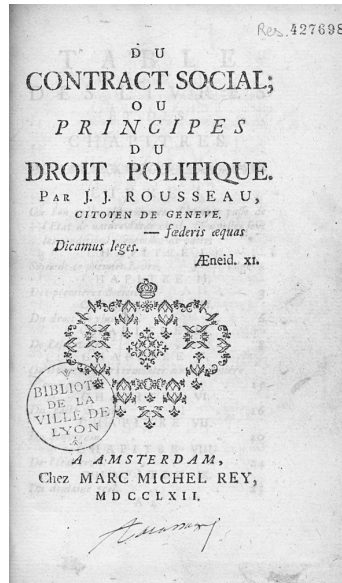 Res. 427698
DU
CONTRACT SOCIAL;
OU
PRINCIPES
DU
DROIT POLITIQUE.
PAR J. J. ROUSSEAU,
CITOYEN DE GENEVE.
— fœderis æquas
Dicamus leges.
Æneid. XI.
BIBLIOT
DE LA
VILLE DE
LYON
A AMSTERDAM,
Chez MARC MICHEL REY,
MDCCLXII.